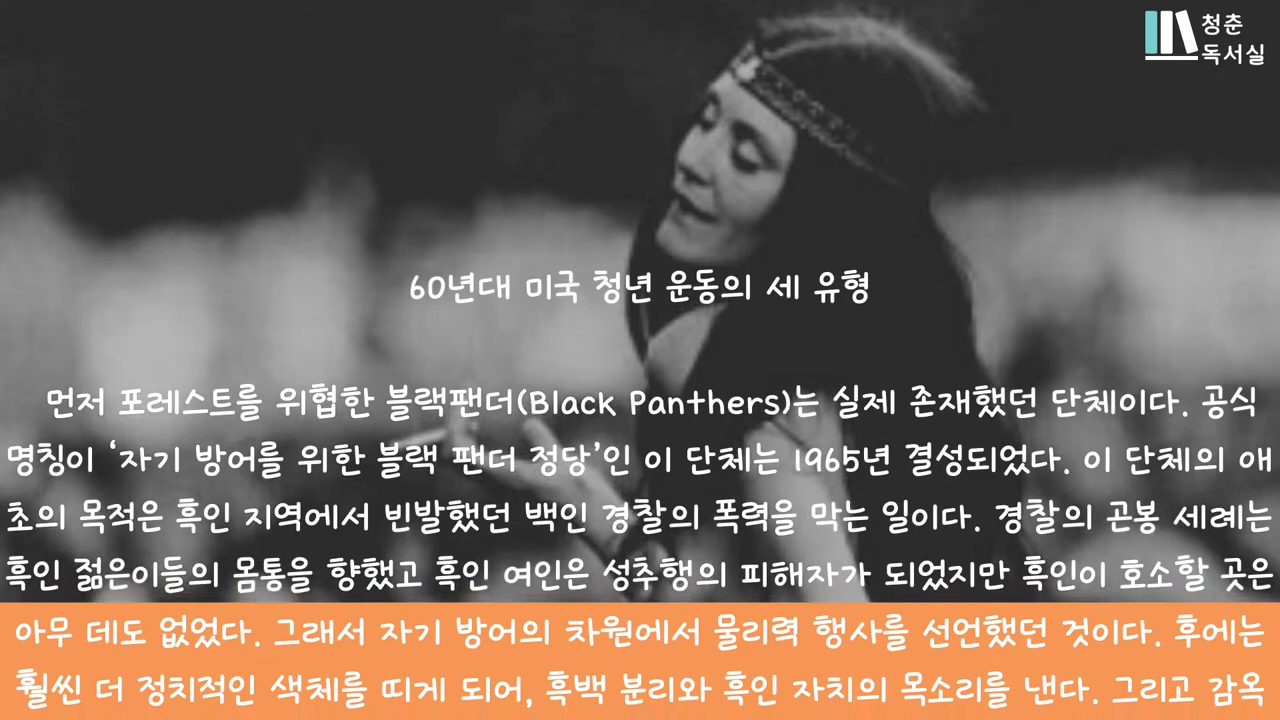 청춘
독서실
60년대 미국 청년 운동의 세 유형
먼저 포레스트를 위협한 블랙팬더(Black Panthers)는 실제 존재했던 단체이다. 공식
명칭이 ‘자기 방어를 위한 블랙 팬더 정당’인 이 단체는 1965년 결성되었다. 이 단체의 애
초의 목적은 흑인 지역에서 빈발했던 백인 경찰의 폭력을 막는 일이다. 경찰의 곤봉 세례는
흑인 젊은이들의 몸통을 향했고 흑인 여인은 성추행의 피해자가 되었지만 흑인이 호소할 곳은
아무 데도 없었다. 그래서 자기 방어의 차원에서 물리력 행사를 선언했던 것이다. 후에는
훨씬 더 정치적인 색체를 띠게 되어, 흑백 분리와 흑인 자치의 목소리를 낸다. 그리고 감옥